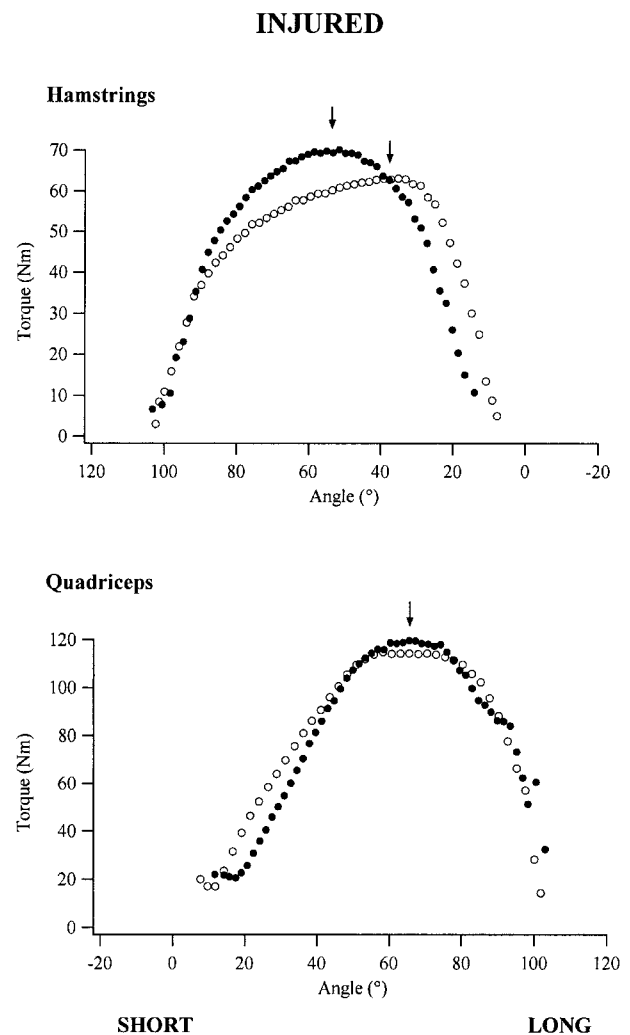 INJURED
Hamstrings
70
60
50
40
30
20
10
0
Torque (Nm)
120 100 80 60 40 20 0 -20
Angle (°)
Quadriceps
120
100
80
60
40
20
0
Torque (Nm)
-20 0 20 40 60 80 100 120
Angle (°)
SHORT LONG